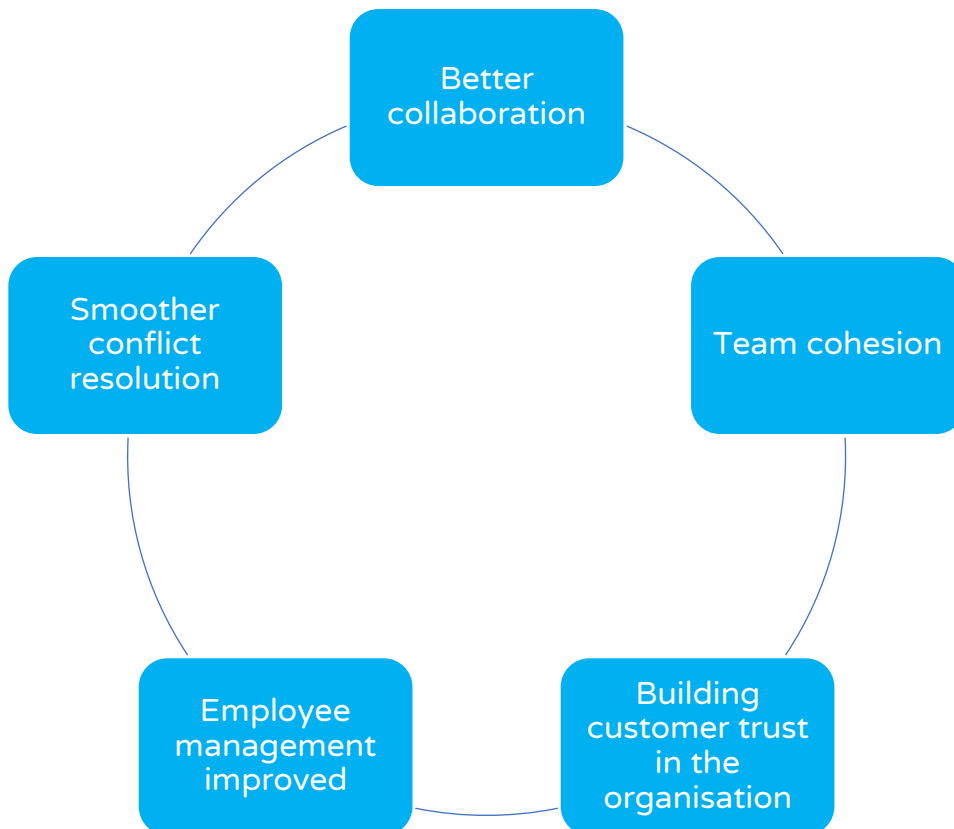 Better
collaboration
Team cohesion
Building
customer trust
in the
organisation
Employee
management
improved
Smoother
conflict
resolution